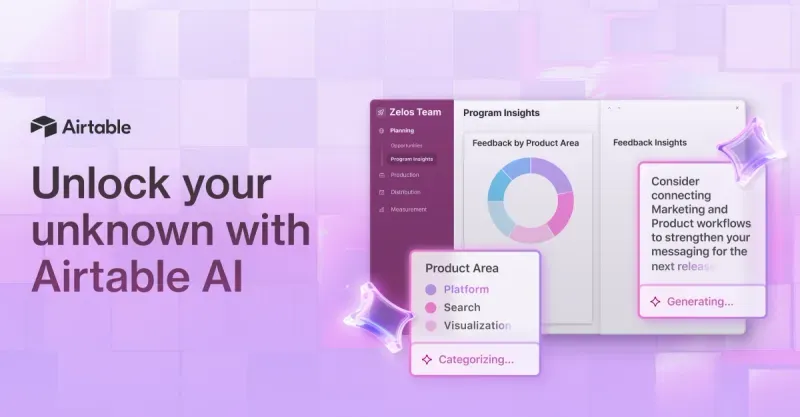 Airtable
Unlock your
unknown with
Airtable AI
Zelos Team
Planning
Opportunities
Program Insights
Production
Distribution
Measurement
Program Insights
Feedback by Product Area
Feedback Insights
Product Area
Platform
Search
Visualization
Categorizing...
Consider
connecting
Marketing and
Product workflows
to strengthen your
messaging for the
next release
Generating...